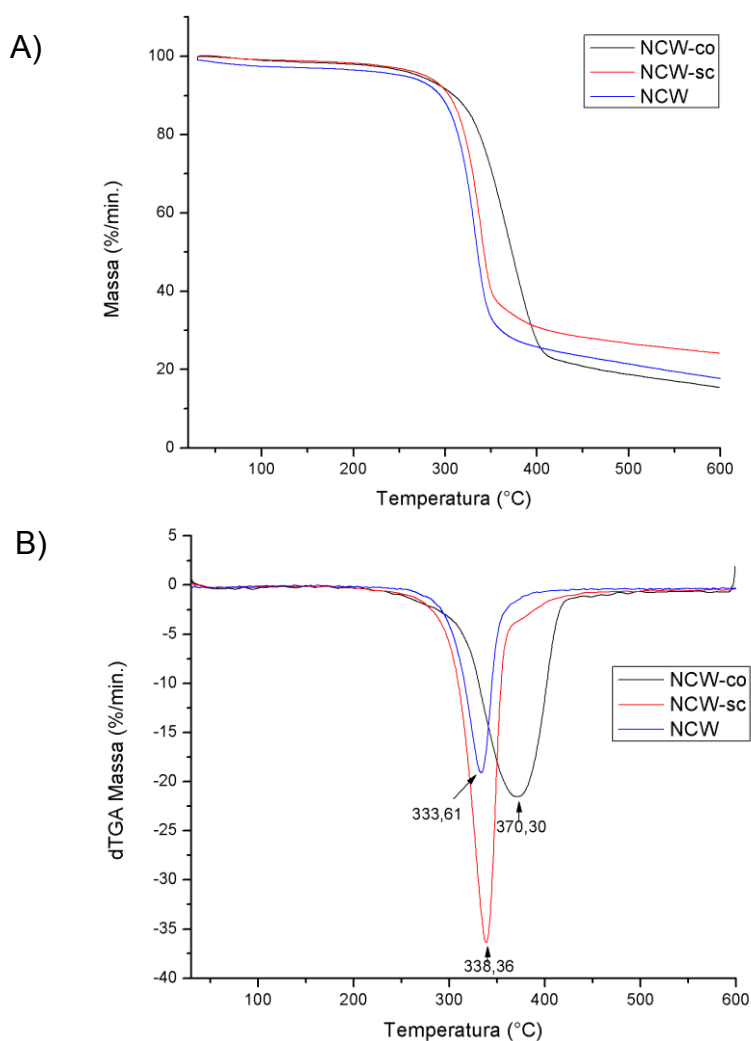 A)
NCW-co
NCW-sc
NCW
100
80
60
40
20
0
Massa (%/min.)
100
200
300
400
500
600
Temperatura (°C)
B)
5
0
-5
-10
-15
-20
-25
-30
-35
-40
dTGA Massa (%/min.)
NCW-co
NCW-sc
NCW
333,61
370,30
338,36
100
200
300
400
500
600
Temperatura (°C)